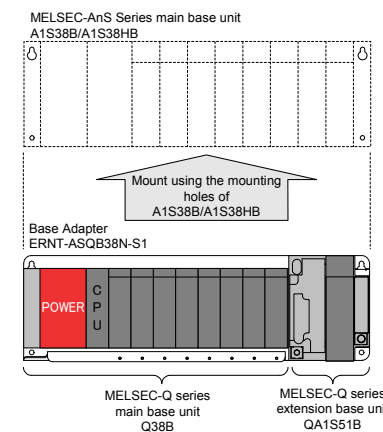 MELSEC-AnS Series main base unit
A1S38B/A1S38HB
Mount using the mounting
holes of
A1S38B/A1S38HB
Base Adapter
ERNT-ASQB38N-S1
POWER
C
P
U
MELSEC-Q series
main base unit
Q38B
MELSEC-Q series
extension base unit
QA1S51B